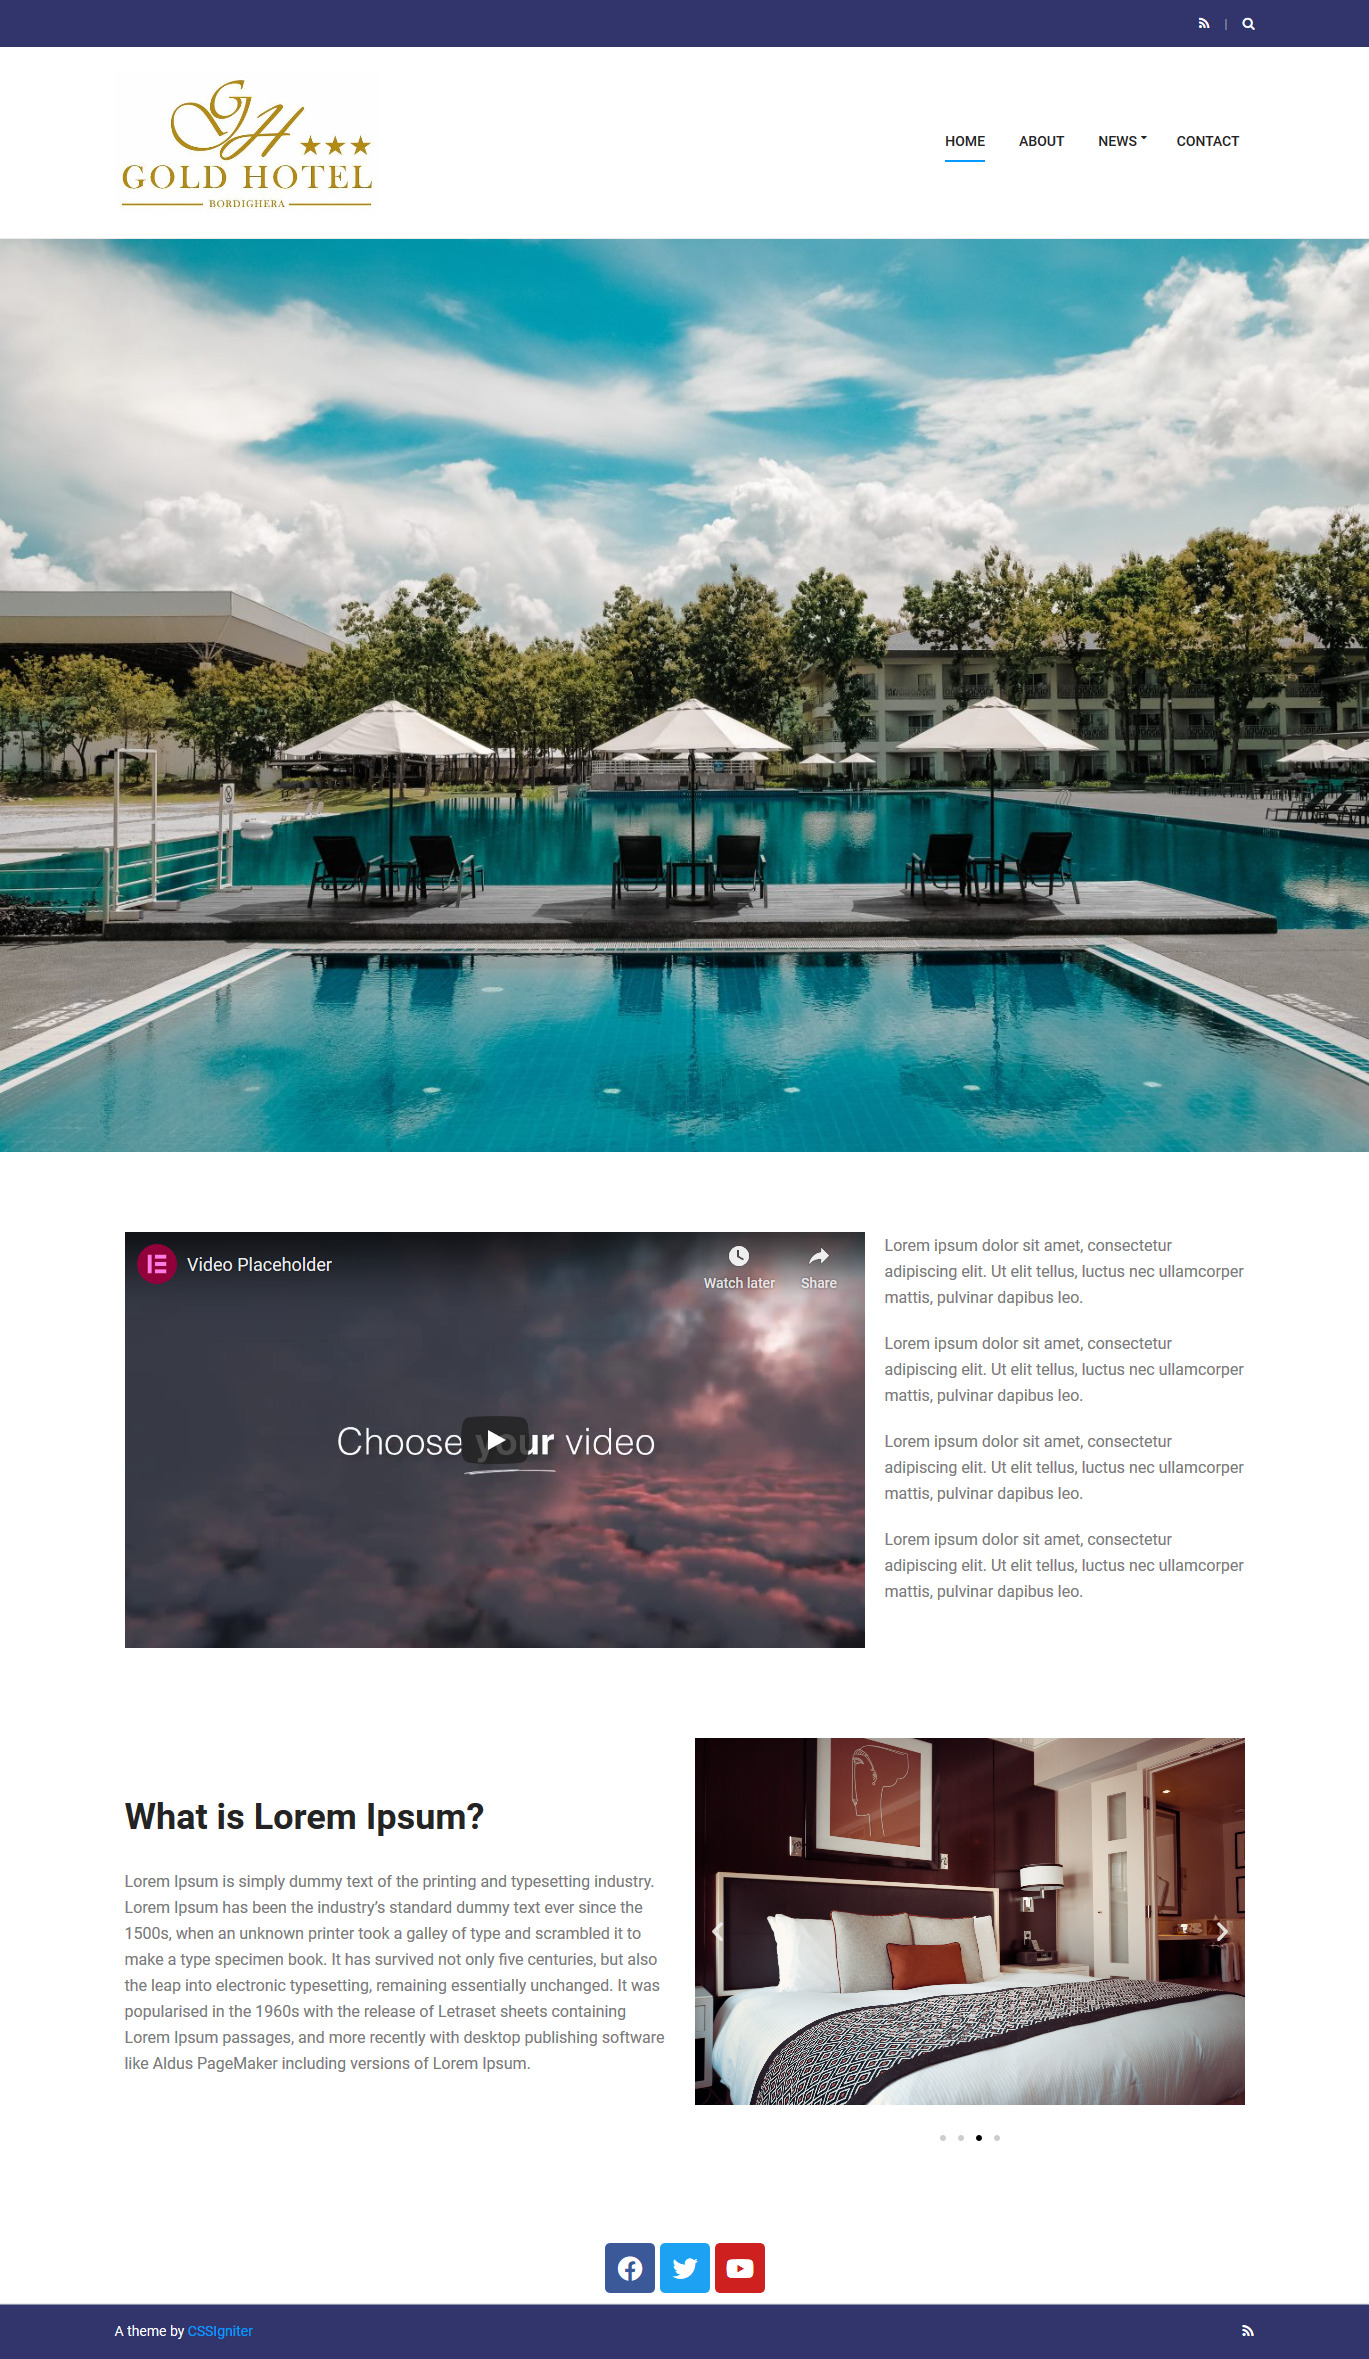 GH
GOLD HOTEL
BORDIGHERA
HOME
ABOUT
NEWS
CONTACT
Video Placeholder
Watch later
Share
Choose your video
Lorem ipsum dolor sit amet, consectetur
adipiscing elit. Ut elit tellus, luctus nec ullamcorper
mattis, pulvinar dapibus leo.
Lorem ipsum dolor sit amet, consectetur
adipiscing elit. Ut elit tellus, luctus nec ullamcorper
mattis, pulvinar dapibus leo.
Lorem ipsum dolor sit amet, consectetur
adipiscing elit. Ut elit tellus, luctus nec ullamcorper
mattis, pulvinar dapibus leo.
Lorem ipsum dolor sit amet, consectetur
adipiscing elit. Ut elit tellus, luctus nec ullamcorper
mattis, pulvinar dapibus leo.
What is Lorem Ipsum?
Lorem Ipsum is simply dummy text of the printing and typesetting industry.
Lorem Ipsum has been the industry’s standard dummy text ever since the
1500s, when an unknown printer took a galley of type and scrambled it to
make a type specimen book. It has survived not only five centuries, but also
the leap into electronic typesetting, remaining essentially unchanged. It was
popularised in the 1960s with the release of Letraset sheets containing
Lorem Ipsum passages, and more recently with desktop publishing software
like Aldus PageMaker including versions of Lorem Ipsum.
A theme by CSSIgniter